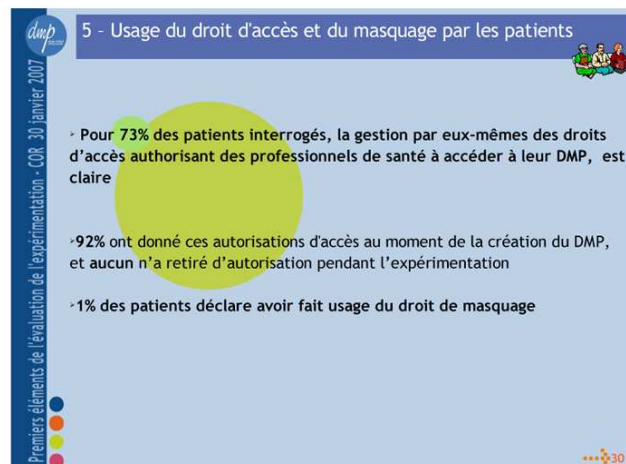 dmp
5 - Usage du droit d'accès et du masquage par les patients
Pour 73% des patients interrogés, la gestion par eux-mêmes des droits
d'accès authorisant des professionnels de santé à accéder à leur DMP, est
claire
92% ont donné ces autorisations d'accès au moment de la création du DMP,
et aucun n'a retiré d'autorisation pendant l'expérimentation
1% des patients déclare avoir fait usage du droit de masquage
Premiers éléments de l'évaluation de l'expérimentation - COR 30 janvier 2007
30